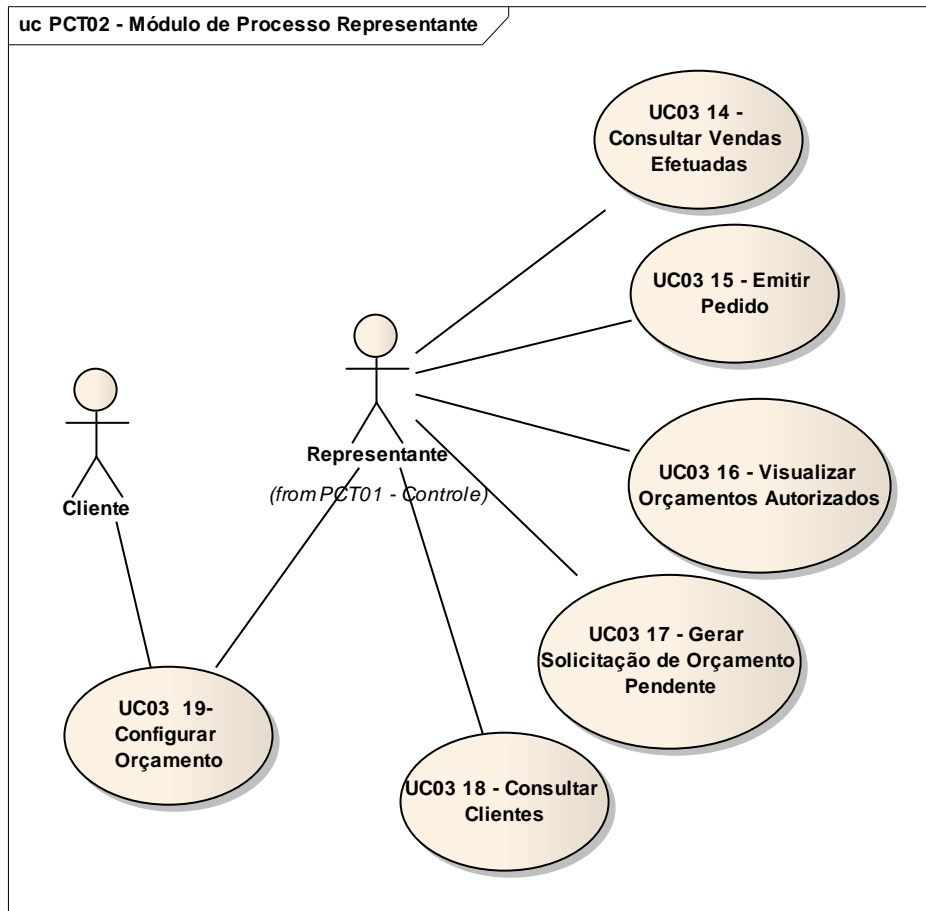 uc PCT02 - Módulo de Processo Representante
UC03 14 -
Consultar Vendas
Efetuadas
UC03 15 - Emitir
Pedido
Representante
(from PCT01 - Controle)
Cliente
UC03 16 - Visualizar
Orçamentos Autorizados
UC03 17 - Gerar
Solicitação de Orçamento
Pendente
UC03  19-
Configurar
Orçamento
UC03 18 - Consultar
Clientes